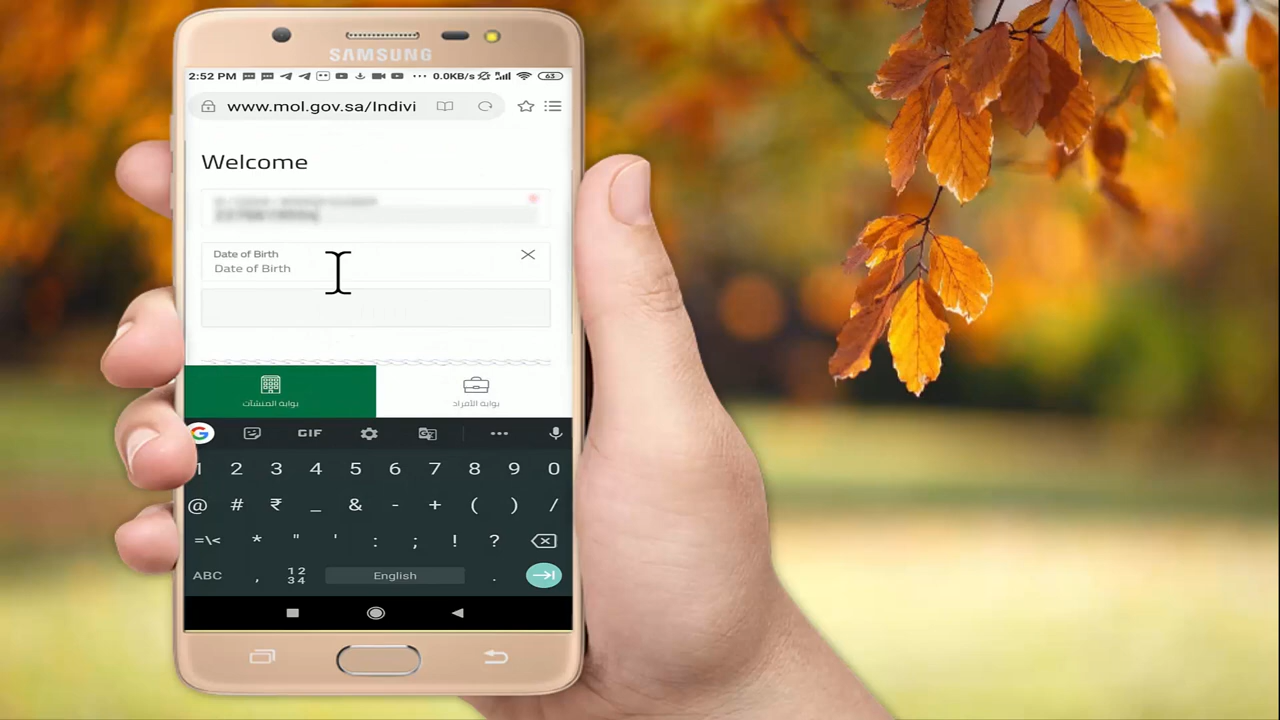 SAMSUNG
2:52 PM ... 0.0KB/s 63
www.mol.gov.sa/Indivi
Welcome
Date of Birth
Date of Birth
بوابة المنشآت
بوابة الأفراد
G GIF
1 2 3 4 5 6 7 8 9 0
@ # ₹ _ & - + ( ) /
=\< * " ' : ; ! ?
ABC , 12 34 English .